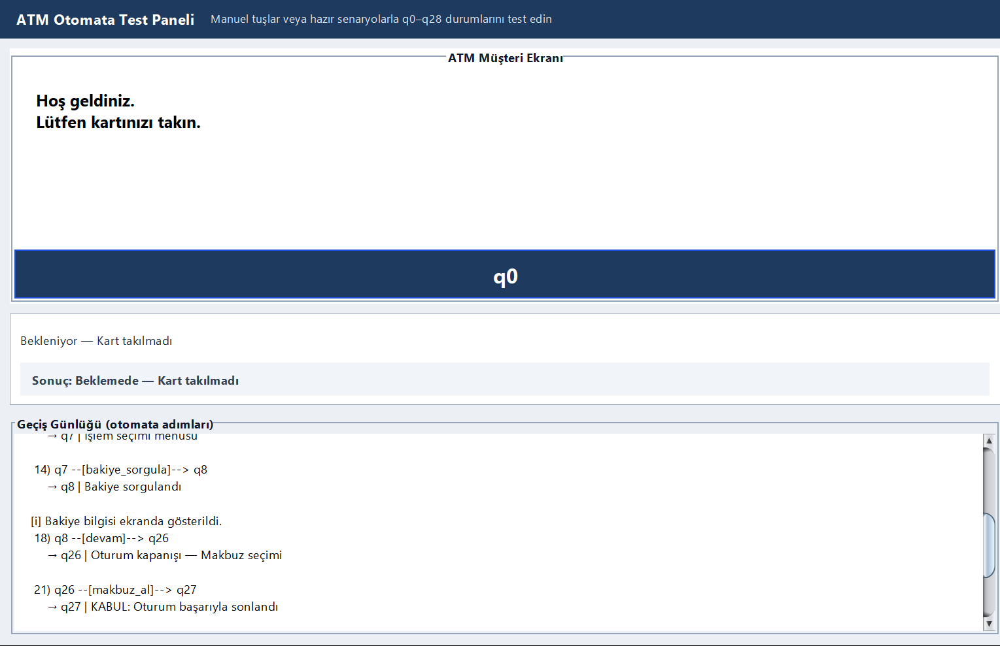 ATM Otomata Test Paneli
Manuel tuşlar veya hazır senaryolarla q0–q28 durumlarını test edin
ATM Müşteri Ekranı
Hoş geldiniz.
Lütfen kartınızı takın.
q0
Bekleniyor — Kart takılmadı
Sonuç: Beklemede — Kart takılmadı
Geçiş Günlüğü (otomata adımları)
→ q7 | İşlem seçimi menüsü
14) q7 --[bakiye_sorgula]--> q8
→ q8 | Bakiye sorgulandı
[i] Bakiye bilgisi ekranda gösterildi.
18) q8 --[devam]--> q26
→ q26 | Oturum kapanışı — Makbuz seçimi
21) q26 --[makbuz_al]--> q27
→ q27 | KABUL: Oturum başarıyla sonlandı